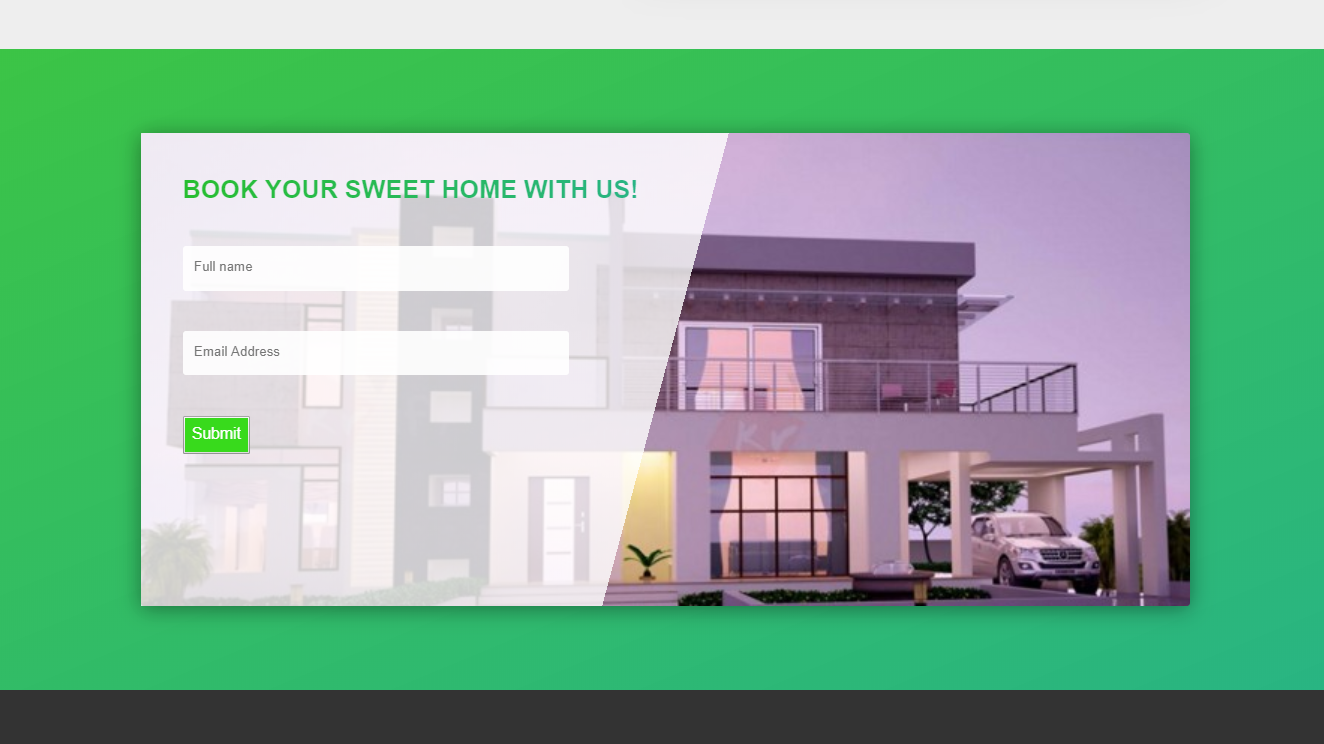 BOOK YOUR SWEET HOME WITH US!
Full name
Email Address
Submit